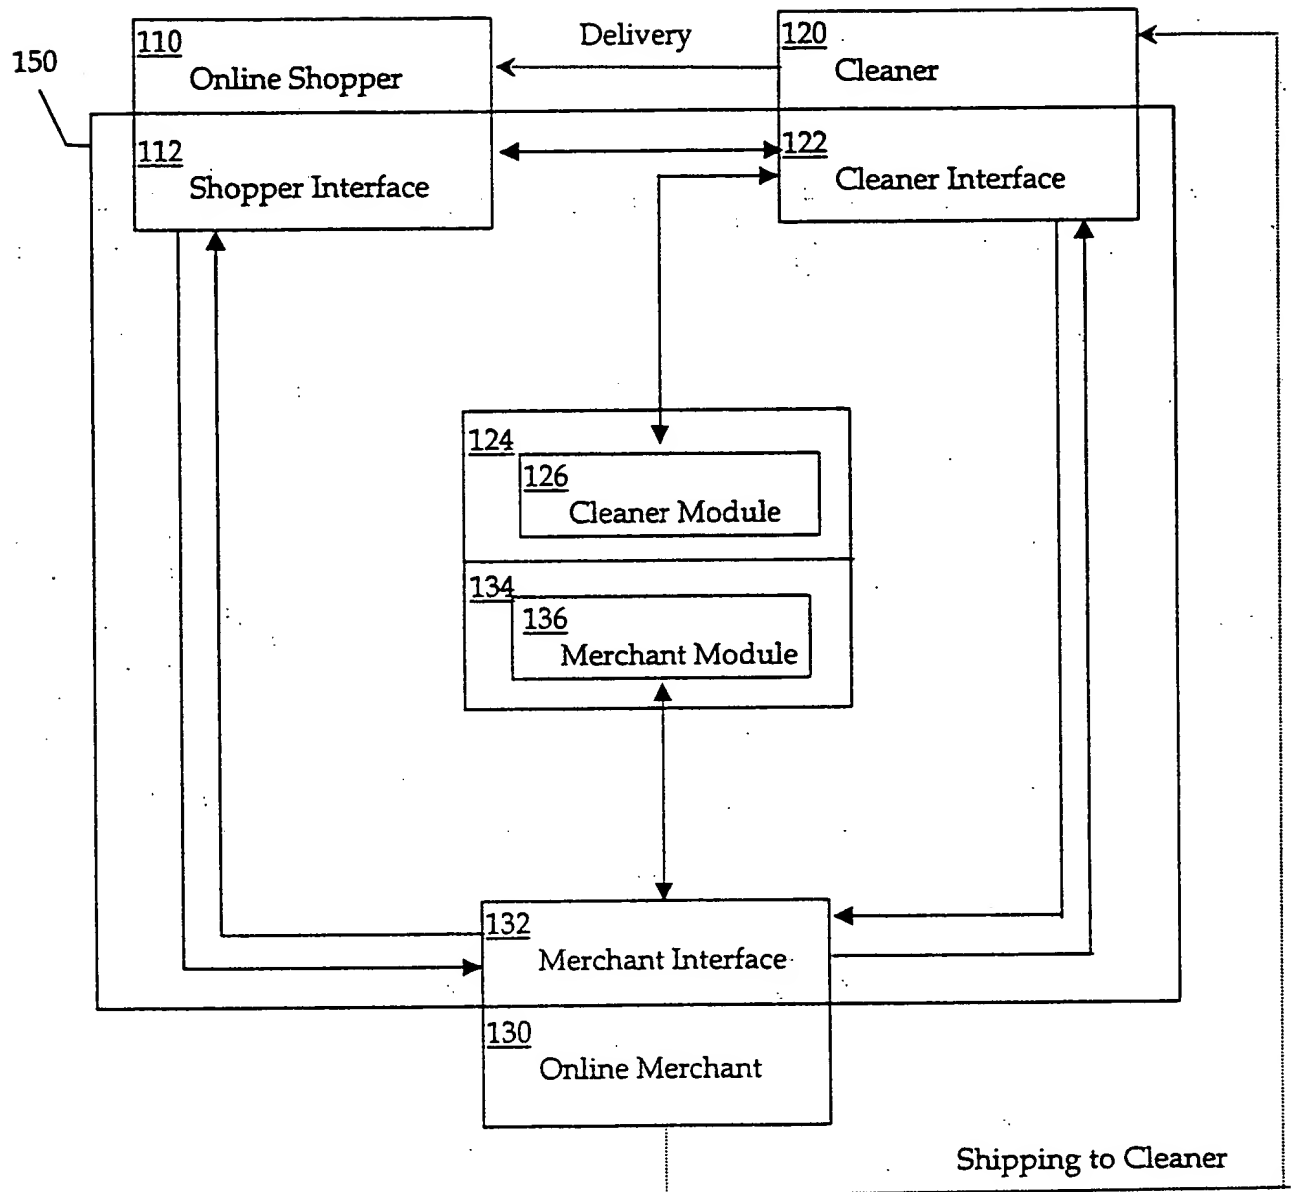 150
110
Online Shopper
Delivery
120
Cleaner
112
Shopper Interface
122
Cleaner Interface
124
126
Cleaner Module
134
136
Merchant Module
132
Merchant Interface
130
Online Merchant
Shipping to Cleaner